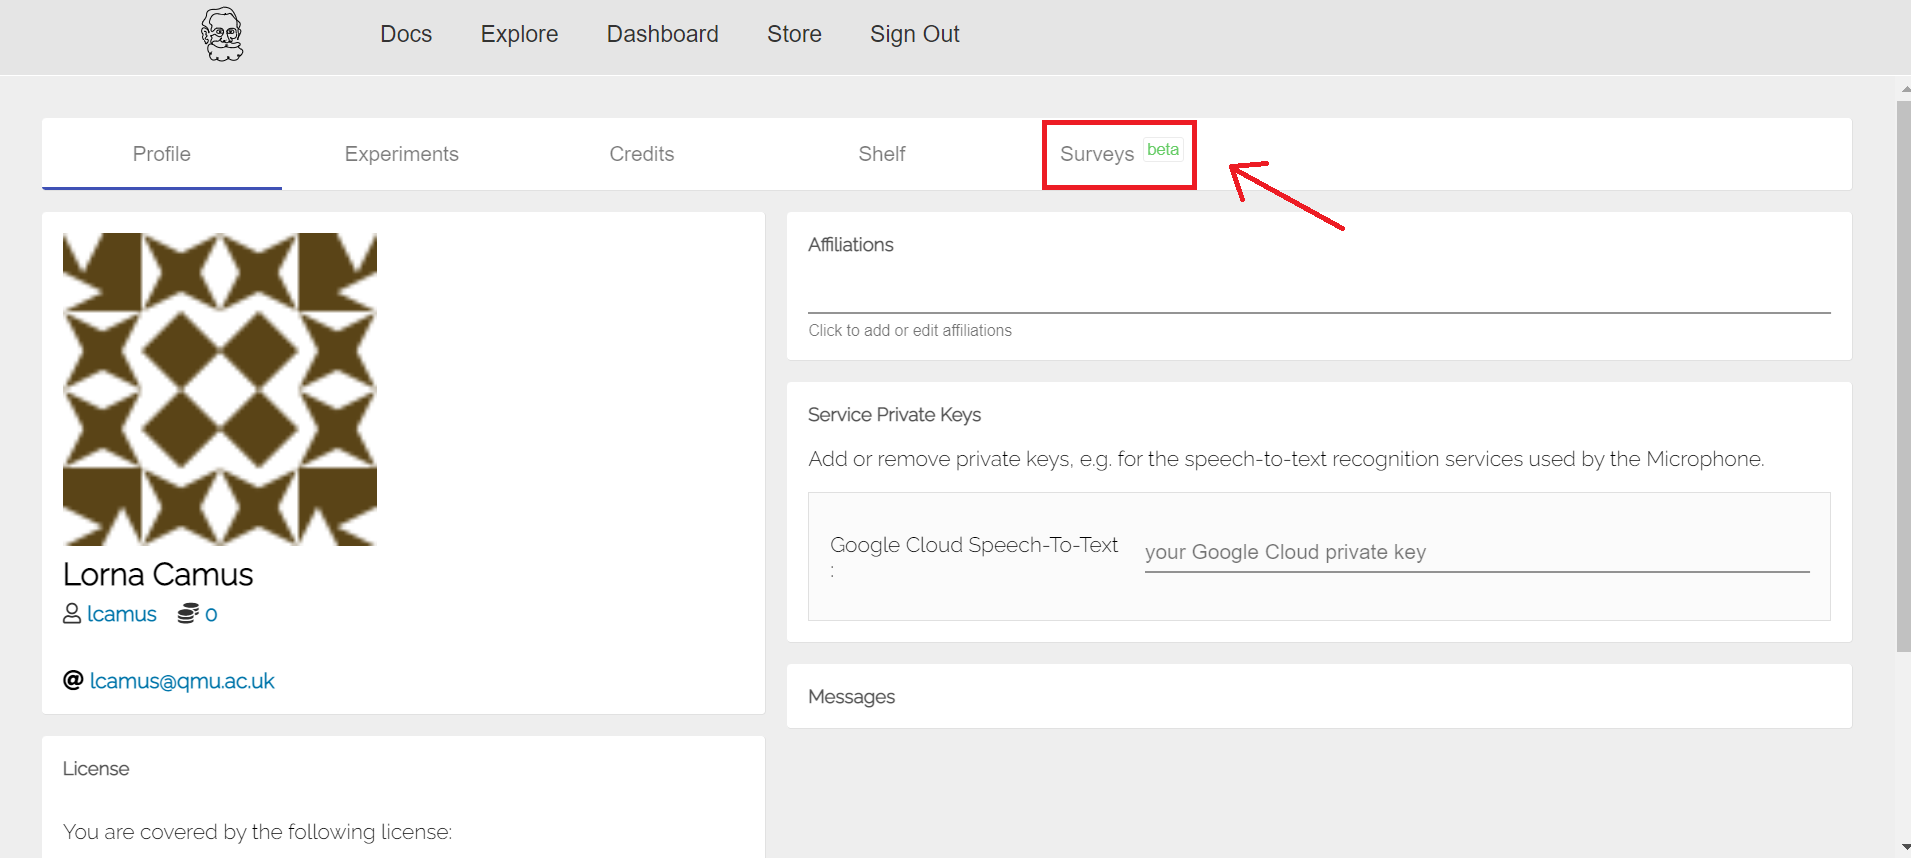 Docs Explore Dashboard Store Sign Out
Profile Experiments Credits Shelf Surveys beta
Lorna Camus
lcamus 0
@ lcamus@qmu.ac.uk
License
You are covered by the following license:
Affiliations
Click to add or edit affiliations
Service Private Keys
Add or remove private keys, e.g. for the speech-to-text recognition services used by the Microphone.
Google Cloud Speech-To-Text
:
your Google Cloud private key
Messages